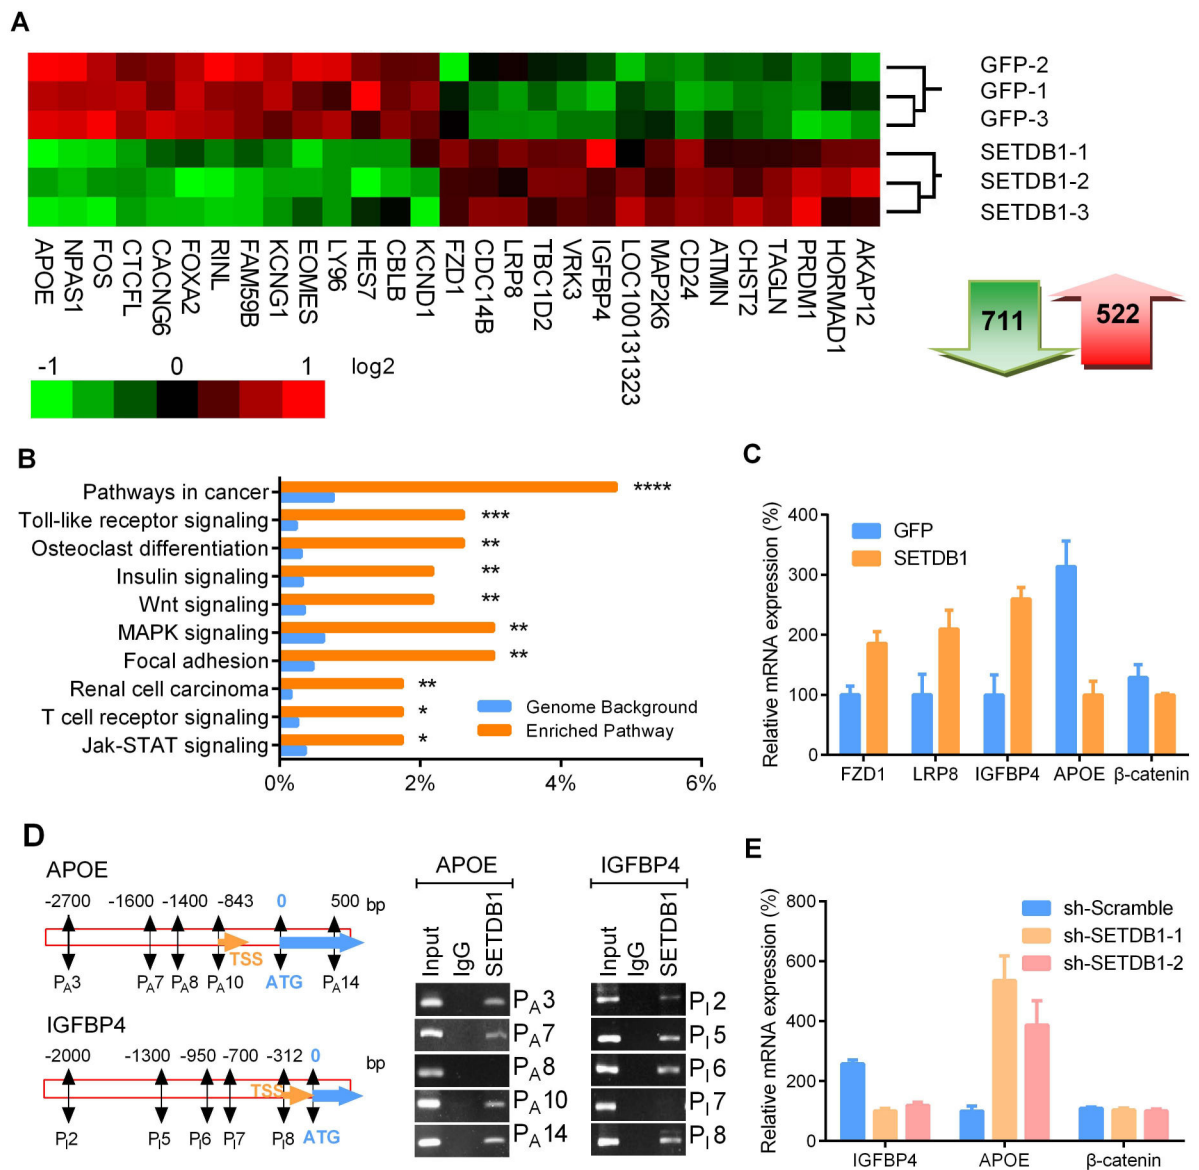 A
GFP-2
GFP-1
GFP-3
SETDB1-1
SETDB1-2
SETDB1-3
APOE
NPAS1
FOS
CTCFL
CACNG6
FOXA2
RINL
FAM59B
KCNG1
EOMES
LY96
HES7
CBLB
KCND1
FZD1
CDC14B
LRP8
TBC1D2
VRK3
IGFBP4
LOC100131323
MAP2K6
CD24
ATMIN
CHST2
TAGLN
PRDM1
HORMAD1
AKAP12
711
522
-1 0 1 log2
B
Pathways in cancer ****
Toll-like receptor signaling ***
Osteoclast differentiation **
Insulin signaling **
Wnt signaling **
MAPK signaling **
Focal adhesion **
Renal cell carcinoma **
T cell receptor signaling *
Jak-STAT signaling *
Genome Background
Enriched Pathway
0% 2% 4% 6%
C
Relative mRNA expression (%)
400
300
200
100
0
GFP
SETDB1
FZD1 LRP8 IGFBP4 APOE β-catenin
D
APOE
-2700 -1600 -1400 -843 0 500 bp
TSS
PA3 PA7 PA8 PA10 ATG PA14
IGFBP4
-2000 -1300 -950 -700 -312 0 bp
TSS
PI2 PI5 PI6 PI7 PI8 ATG
APOE
Input IgG SETDB1
PA3
PA7
PA8
PA10
PA14
IGFBP4
Input IgG SETDB1
PI2
PI5
PI6
PI7
PI8
E
Relative mRNA expression (%)
800
600
400
200
0
sh-Scramble
sh-SETDB1-1
sh-SETDB1-2
IGFBP4 APOE β-catenin